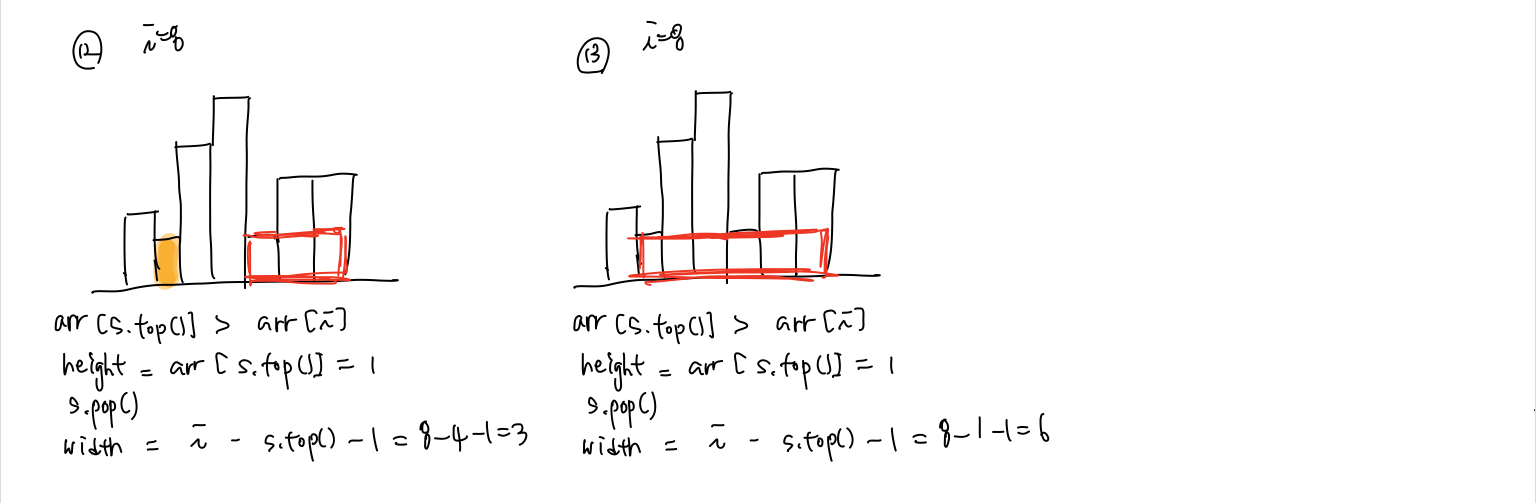 ⑫ i=8
arr[s.top()] > arr[i]
height = arr[s.top()] = 1
s.pop()
width = i - s.top() - 1 = 8-4-1=3
⑬ i=8
arr[s.top()] > arr[i]
height = arr[s.top()] = 1
s.pop()
width = i - s.top() - 1 = 8-1-1=6